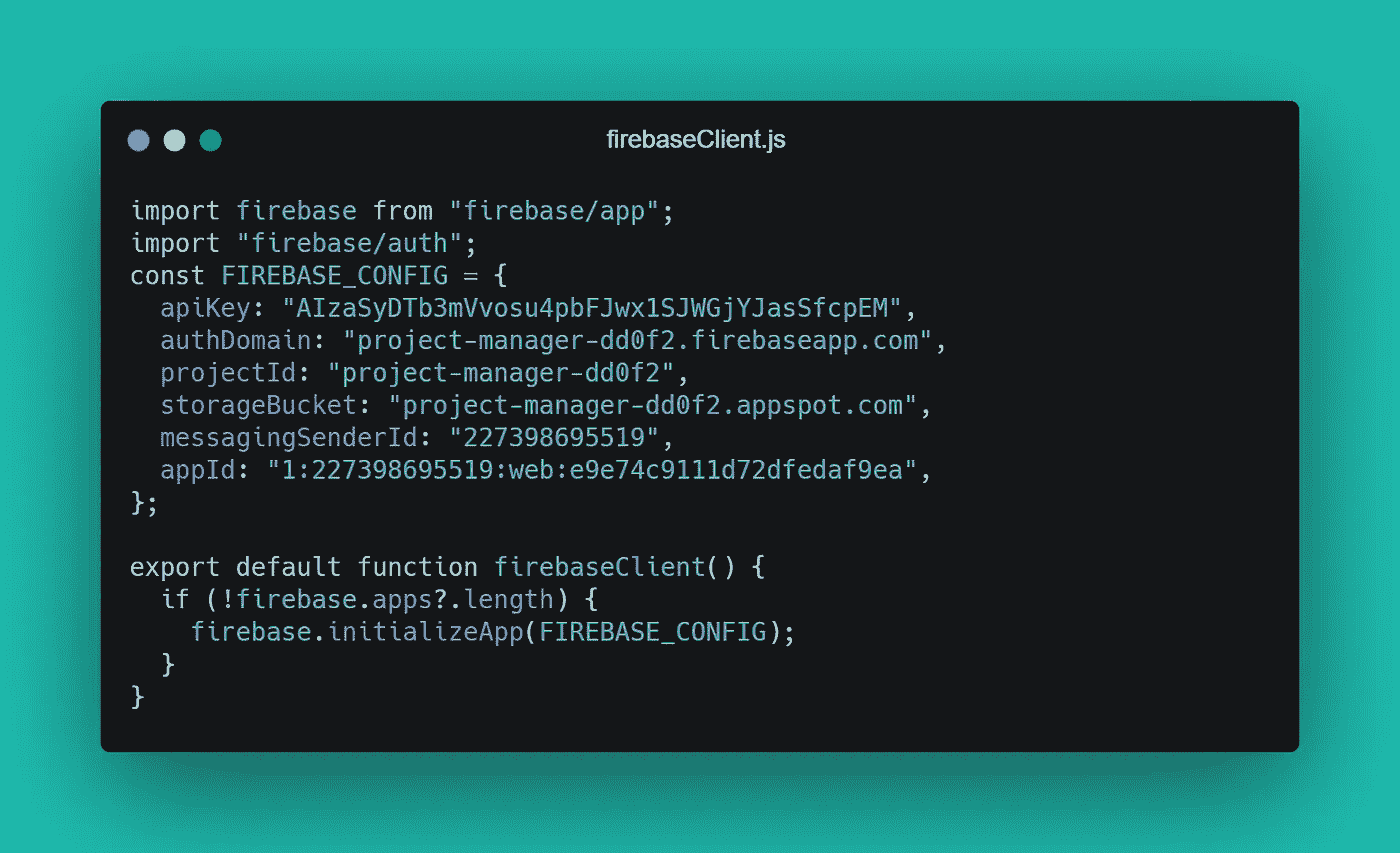 firebaseClient.js
import firebase from "firebase/app";
import "firebase/auth";
const FIREBASE_CONFIG = {
  apiKey: "AIzaSyDTb3mVvosu4pbFJwx1SJWGjYJasSfcpEM",
  authDomain: "project-manager-dd0f2.firebaseapp.com",
  projectId: "project-manager-dd0f2",
  storageBucket: "project-manager-dd0f2.appspot.com",
  messagingSenderId: "227398695519",
  appId: "1:227398695519:web:e9e74c9111d72dfedaf9ea",
};

export default function firebaseClient() {
  if (!firebase.apps?.length) {
    firebase.initializeApp(FIREBASE_CONFIG);
  }
}